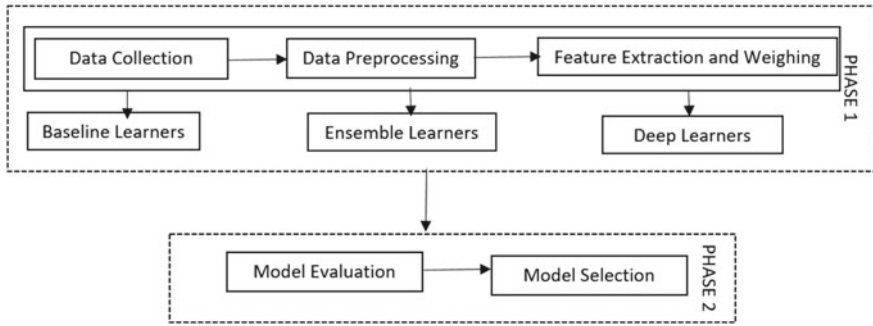 Data Collection
Data Preprocessing
Feature Extraction and Weighing
PHASE 1
Baseline Learners
Ensemble Learners
Deep Learners
Model Evaluation
Model Selection
PHASE 2